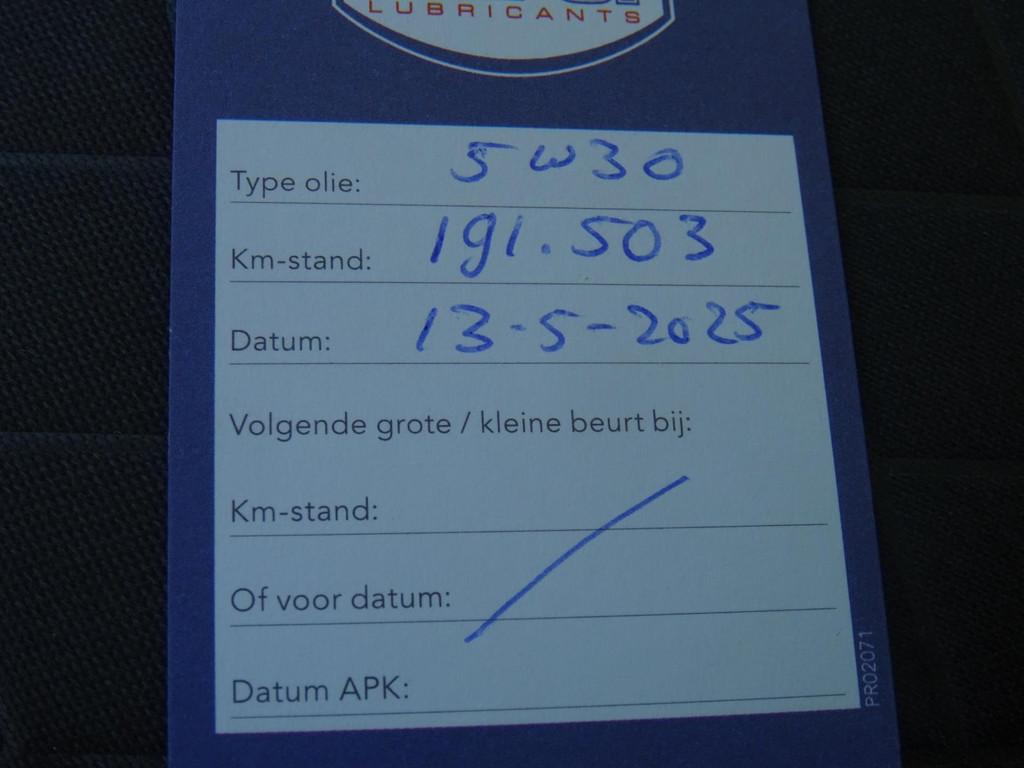 LUBRICANTS
Type olie: 5W30
Km-stand: 191.503
Datum: 13-5-2025
Volgende grote / kleine beurt bij:
Km-stand:
Of voor datum:
Datum APK:
PRO2071